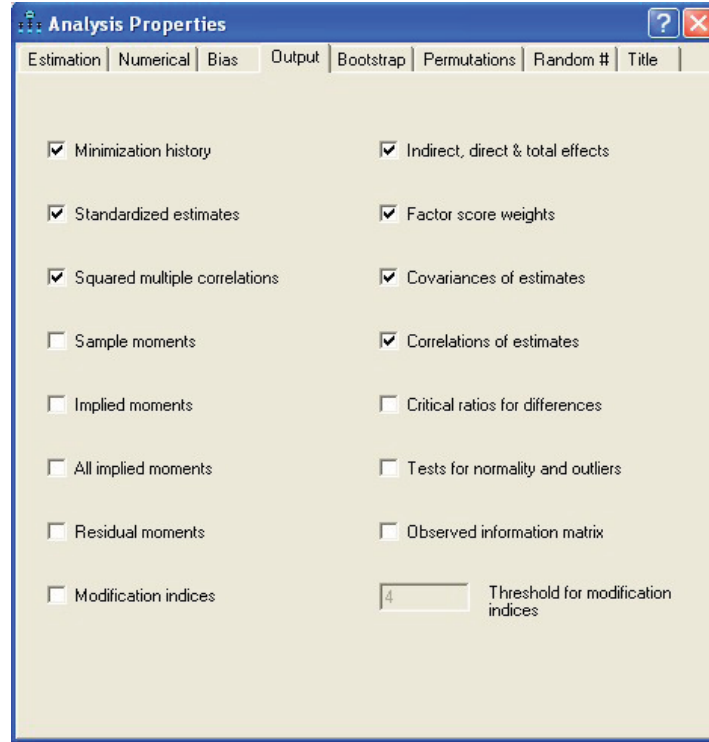 Analysis Properties
Estimation Numerical Bias Output Bootstrap Permutations Random # Title
Minimization history
Indirect, direct & total effects
Standardized estimates
Factor score weights
Squared multiple correlations
Covariances of estimates
Sample moments
Correlations of estimates
Implied moments
Critical ratios for differences
All implied moments
Tests for normality and outliers
Residual moments
Observed information matrix
Modification indices
4
Threshold for modification
indices